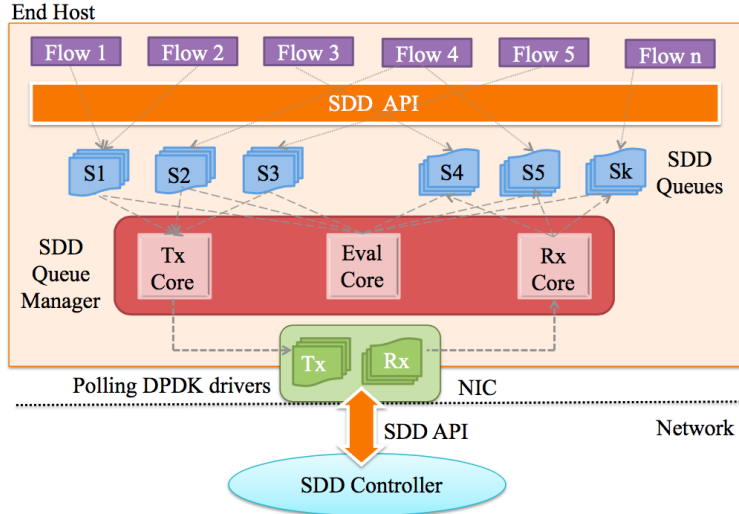 End Host
Flow 1 Flow 2 Flow 3 Flow 4 Flow 5 Flow n
SDD API
S1 S2 S3 S4 S5 Sk
SDD
Queues
SDD
Queue
Manager
Tx
Core
Eval
Core
Rx
Core
Tx Rx
Polling DPDK drivers NIC
SDD API
Network
SDD Controller